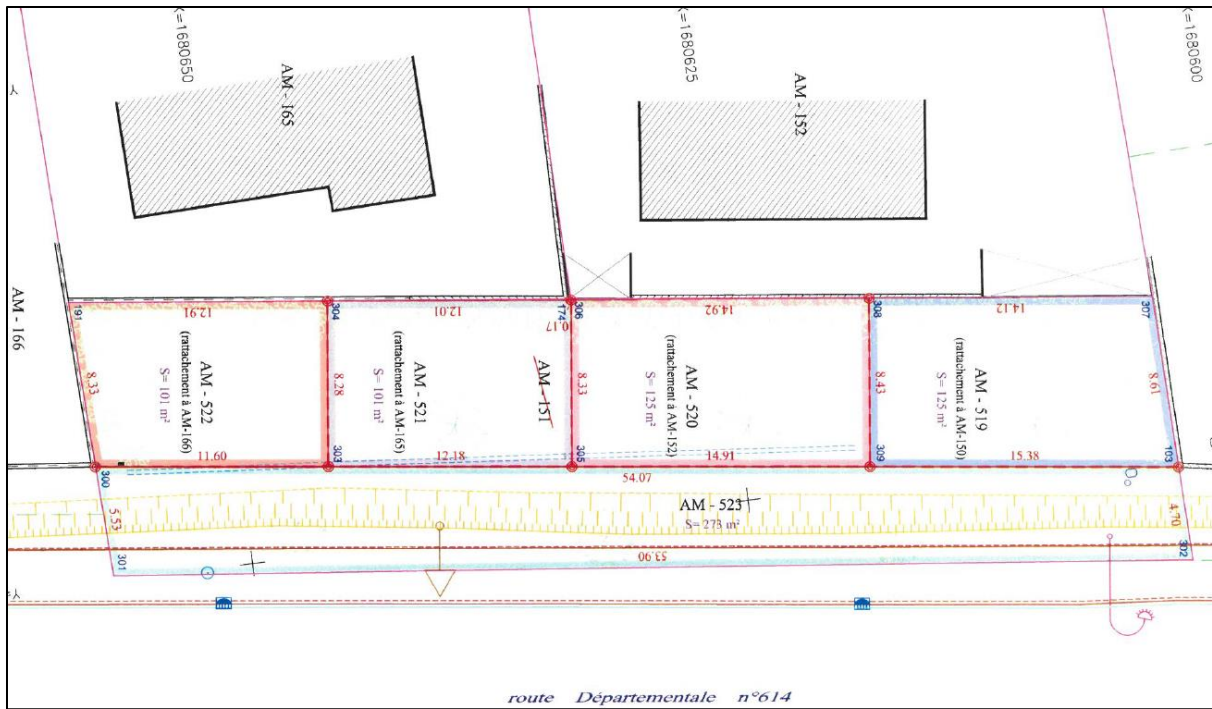 X=1680650
X=1680625
X=1680600
AM - 165
AM - 152
AM - 166
191
12.91
304
12.01
174
306
0.17
14.92
308
14.12
307
8.33
AM - 522
(rattachement à AM-166)
S= 101 m²
8.28
AM - 521
(rattachement à AM-165)
S= 101 m²
AM - 151
8.33
AM - 520
(rattachement à AM-152)
S= 125 m²
8.43
AM - 519
(rattachement à AM-150)
S= 125 m²
8.61
300
11.60
303
12.18
305
14.91
309
15.38
103
54.07
5.53
AM - 523
S= 273 m²
4.70
301
53.90
302
route Départementale n°614